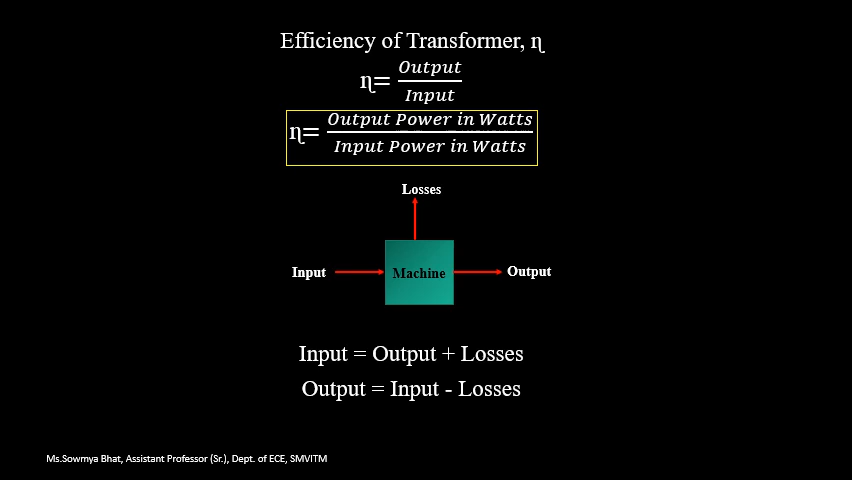 Efficiency of Transformer, ɳ
ɳ= Output
Input
ɳ= Output Power in Watts
Input Power in Watts
Losses
Input Machine Output
Input = Output + Losses
Output = Input - Losses
Ms.Sowmya Bhat, Assistant Professor (Sr.), Dept. of ECE, SMVITM